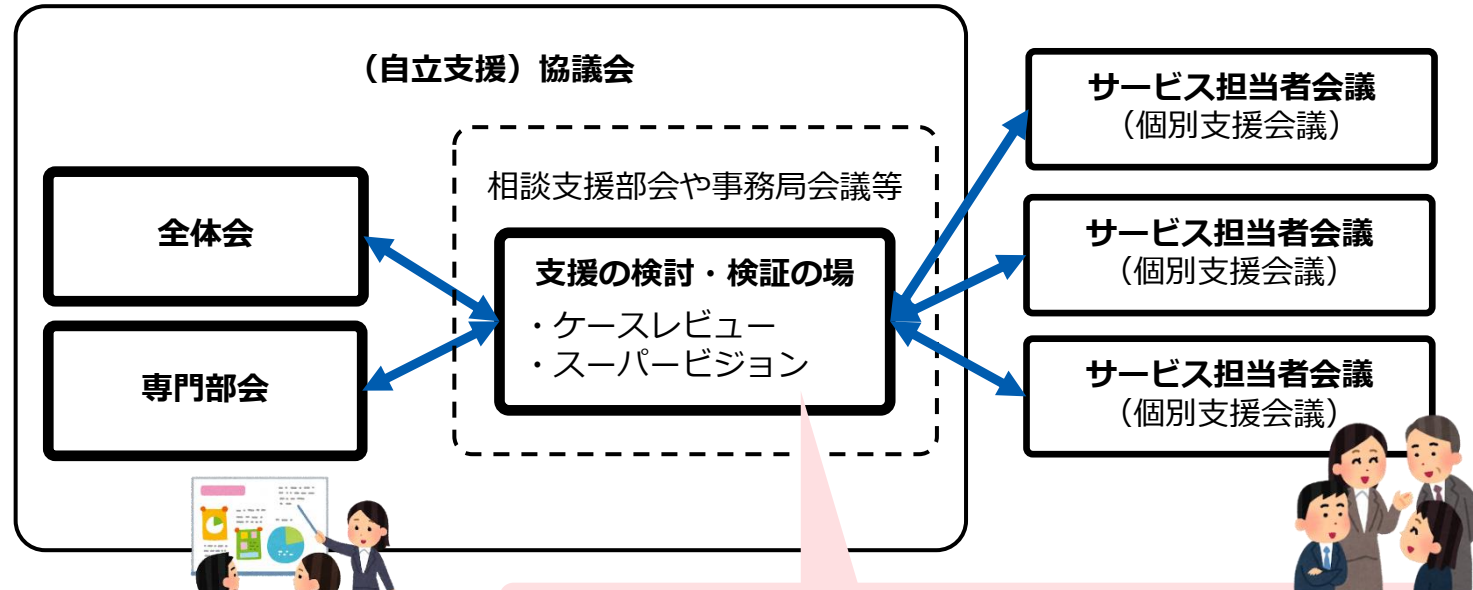 （自立支援）協議会
全体会
専門部会
相談支援部会や事務局会議等
支援の検討・検証の場
・ケースレビュー
・スーパービジョン
サービス担当者会議
（個別支援会議）
サービス担当者会議
（個別支援会議）
サービス担当者会議
（個別支援会議）